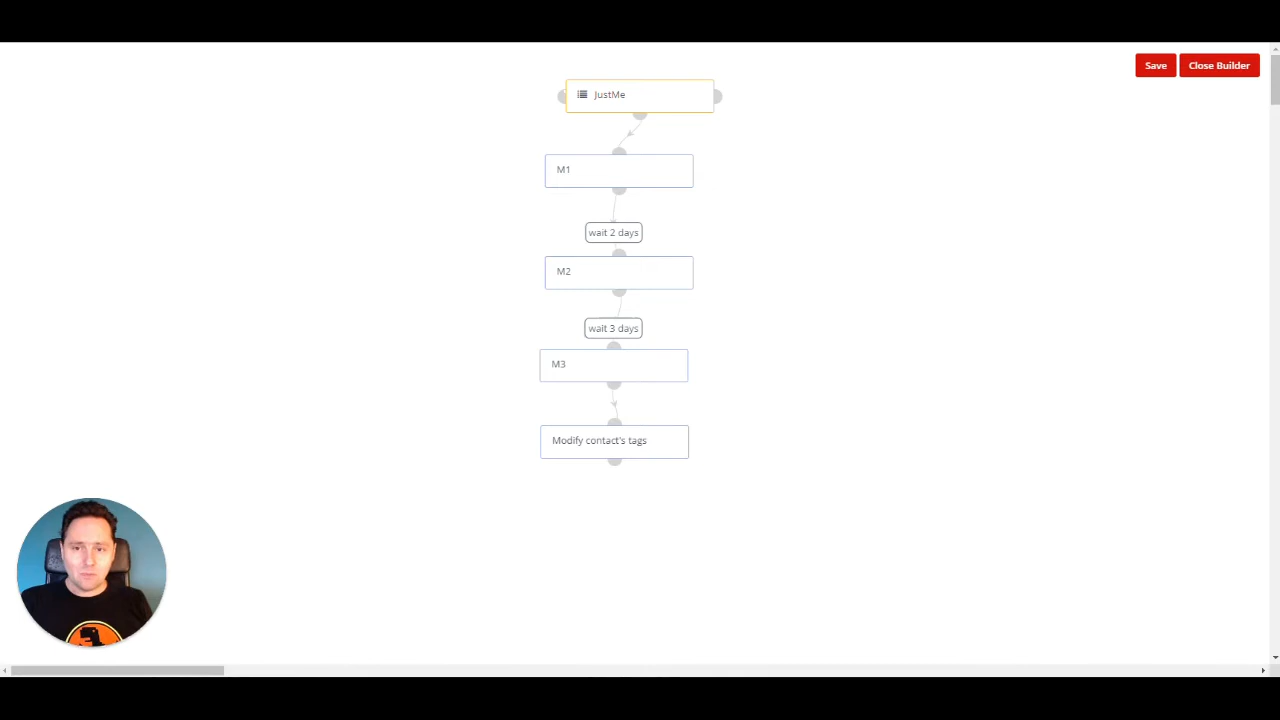 Save
Close Builder
JustMe
M1
wait 2 days
M2
wait 3 days
M3
Modify contact's tags